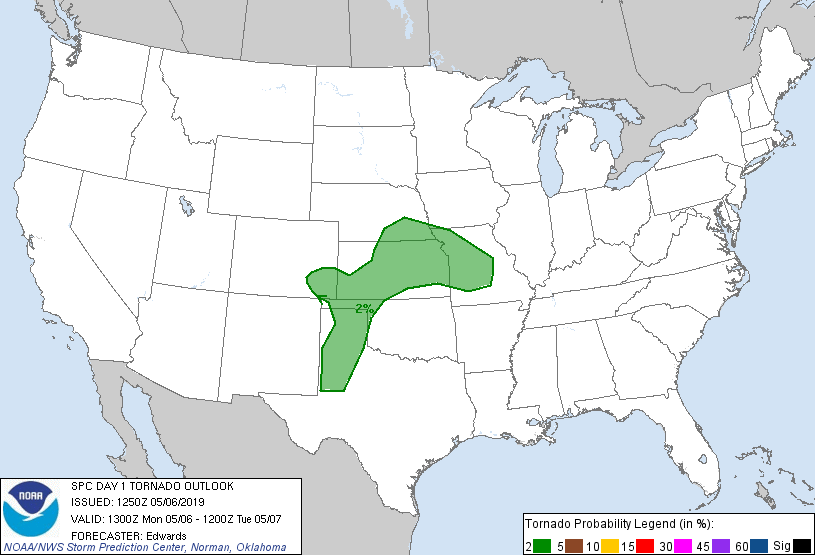 2%
NOAA
SPC DAY 1 TORNADO OUTLOOK
ISSUED: 1250Z 05/06/2019
VALID: 1300Z Mon 05/06 - 1200Z Tue 05/07
FORECASTER: Edwards
NOAA/NWS Storm Prediction Center, Norman, Oklahoma
Tornado Probability Legend (in %):
2 5 10 15 30 45 60 Sig